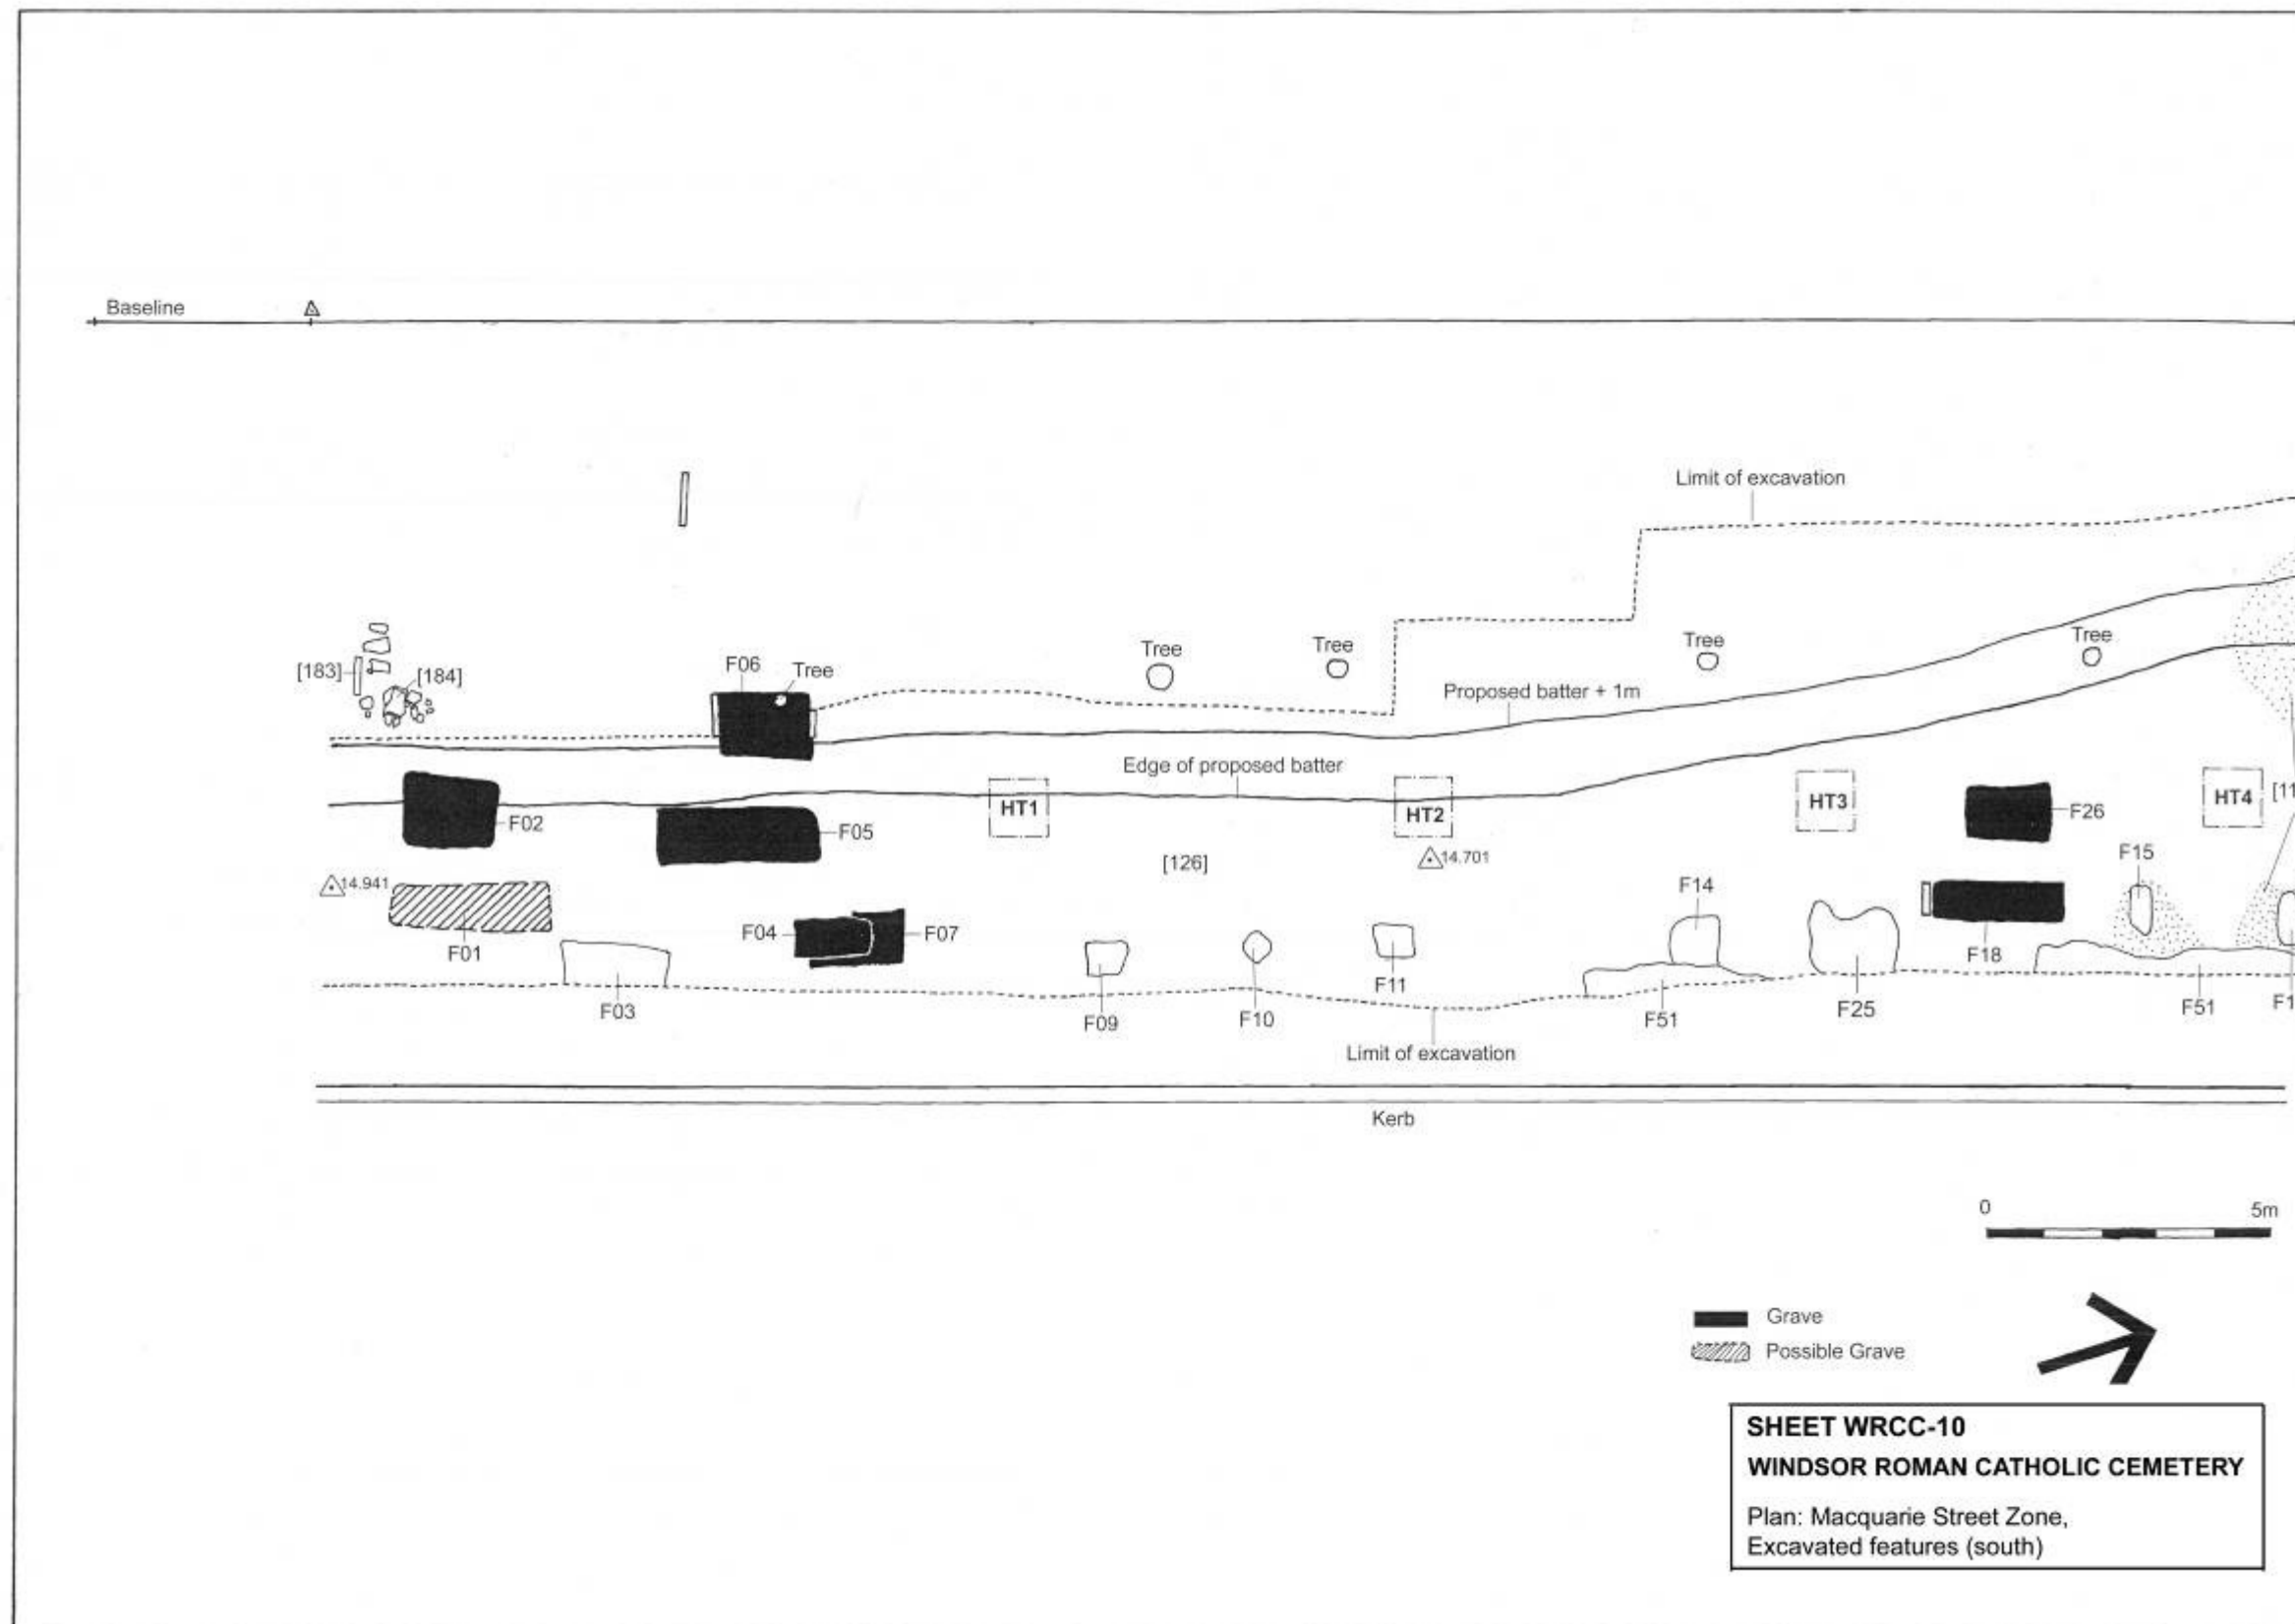 Baseline
Limit of excavation
Tree
Tree
Tree
Tree
[183]
[184]
F06
Tree
Proposed batter + 1m
Edge of proposed batter
HT1
HT2
HT3
HT4
[11
F02
F05
F26
[126]
14.701
F15
14.941
F14
F01
F04
F07
F18
F03
F09
F10
F11
F51
F25
F51
F1
Limit of excavation
Kerb
0
5m
Grave
Possible Grave
SHEET WRCC-10
WINDSOR ROMAN CATHOLIC CEMETERY
Plan: Macquarie Street Zone,
Excavated features (south)